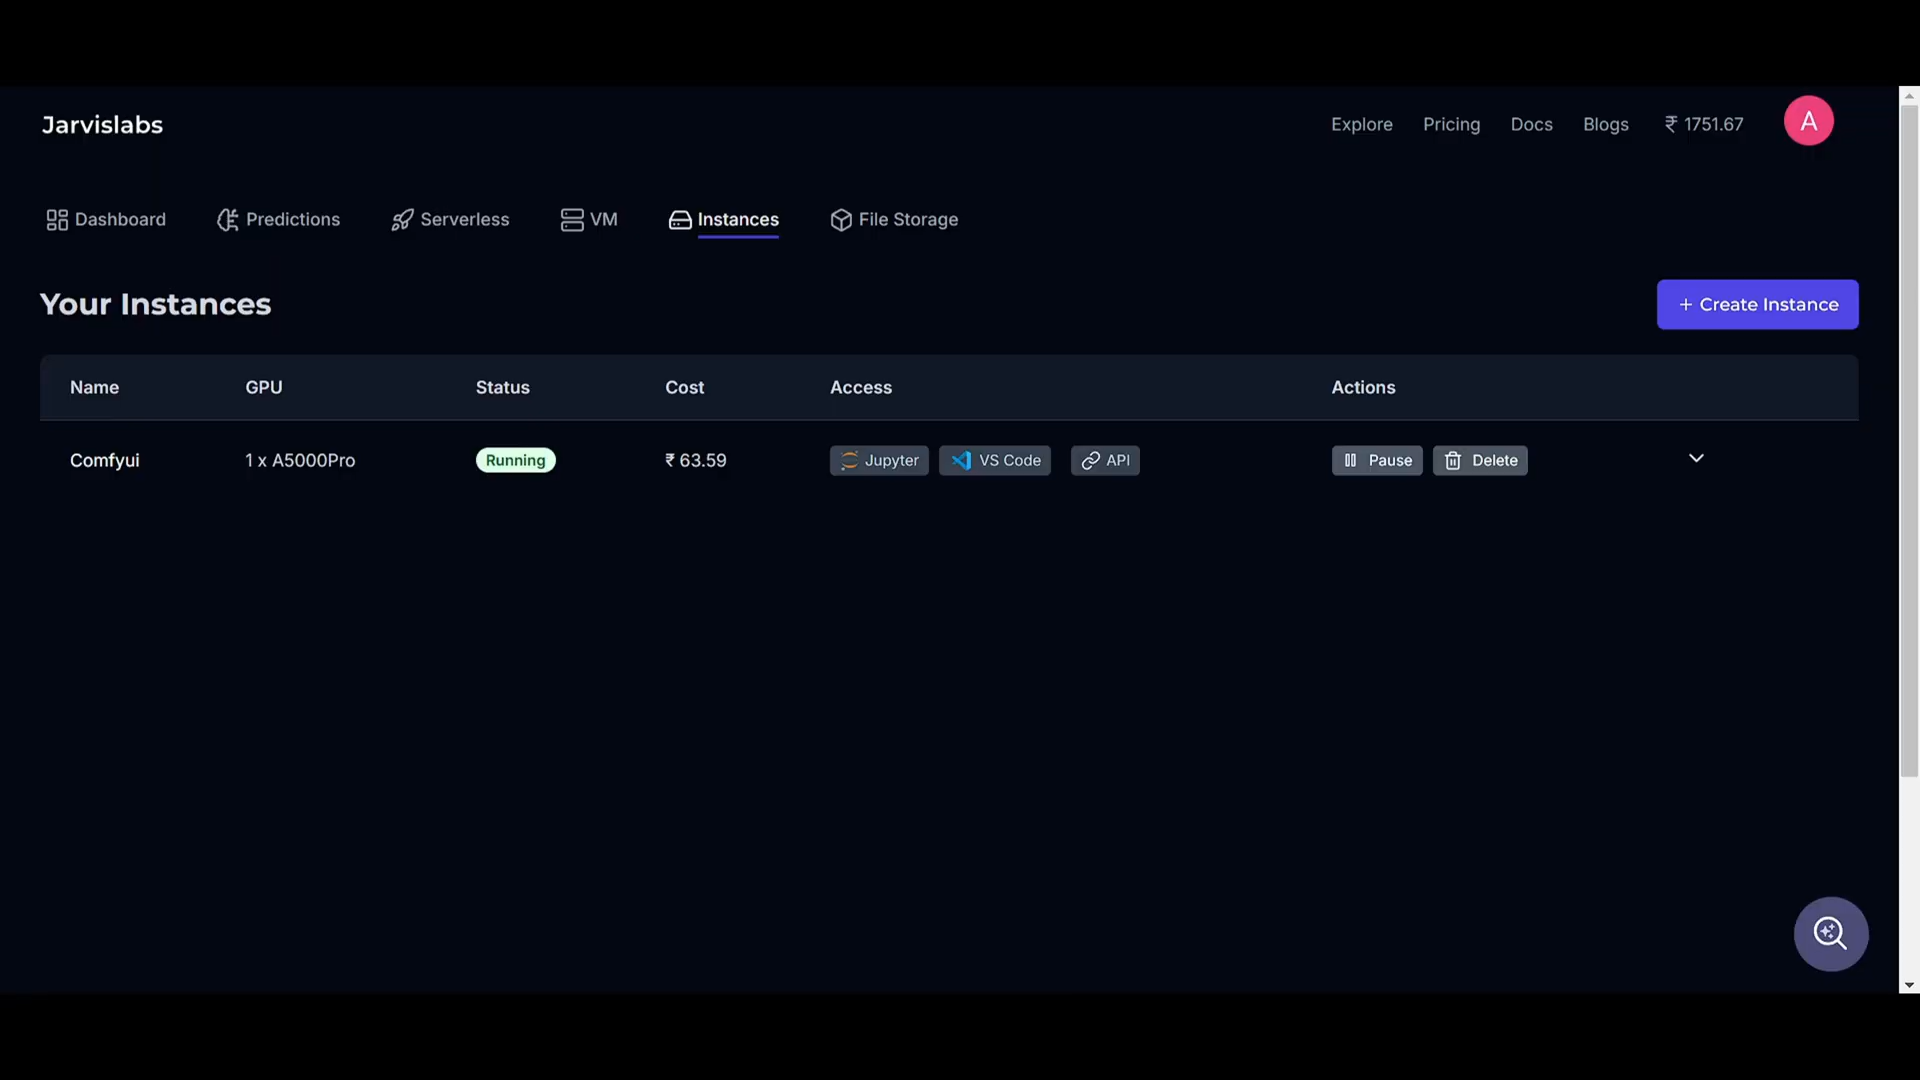 Jarvislabs
Explore Pricing Docs Blogs ₹ 1751.67 A
Dashboard Predictions Serverless VM Instances File Storage
Your Instances
+ Create Instance
Name GPU Status Cost Access Actions
Comfyui 1 x A5000Pro Running ₹ 63.59 Jupyter VS Code API Pause Delete